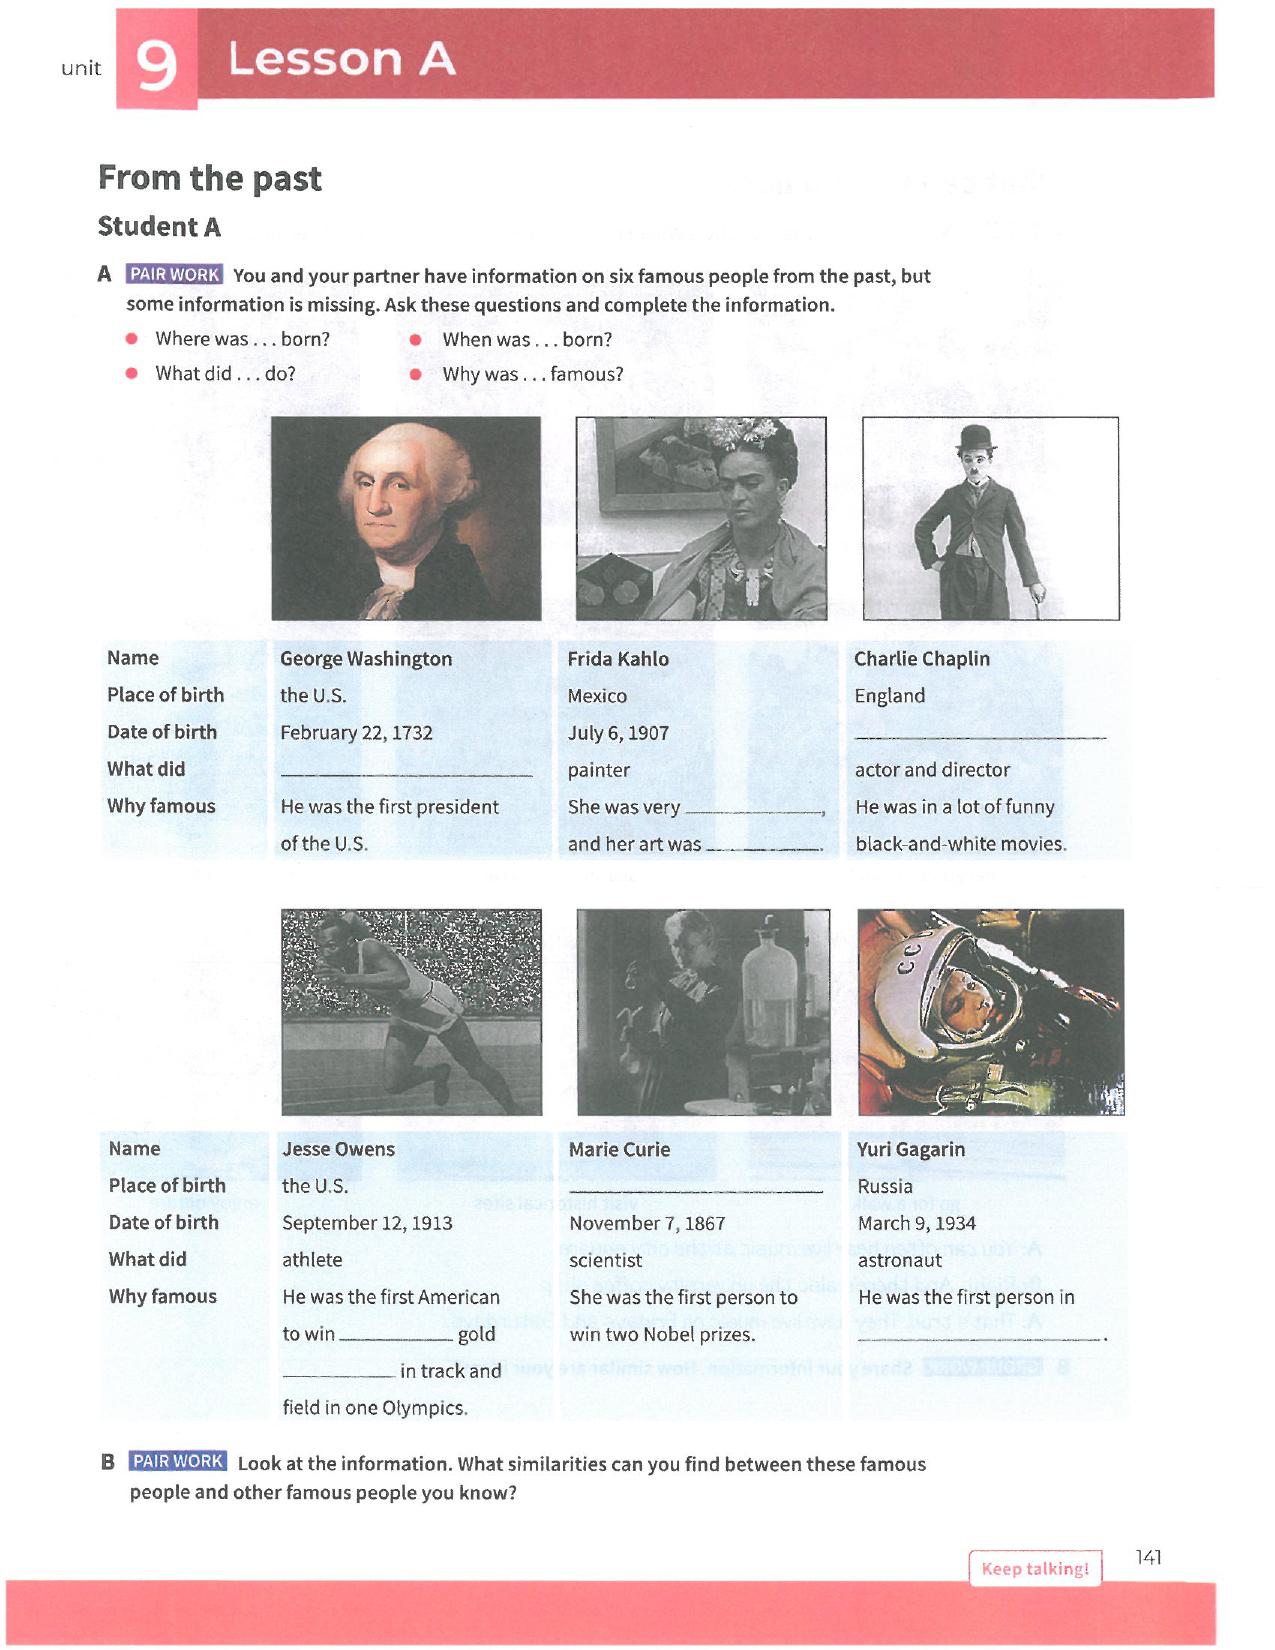 unit 9 Lesson A
From the past
Student A
A PAIR WORK You and your partner have information on six famous people from the past, but
some information is missing. Ask these questions and complete the information.
• Where was . . . born? • When was . . . born?
• What did . . . do? • Why was . . . famous?
Name George Washington Frida Kahlo Charlie Chaplin
Place of birth the U.S. Mexico England
Date of birth February 22, 1732 July 6, 1907 ____________
What did ____________ painter actor and director
Why famous He was the first president She was very ____________, He was in a lot of funny
of the U.S. and her art was ____________. black-and-white movies.
CC
Name Jesse Owens Marie Curie Yuri Gagarin
Place of birth the U.S. ____________ Russia
Date of birth September 12, 1913 November 7, 1867 March 9, 1934
What did athlete scientist astronaut
Why famous He was the first American She was the first person to He was the first person in
to win ____________ gold win two Nobel prizes. ____________.
____________ in track and
field in one Olympics.
B PAIR WORK Look at the information. What similarities can you find between these famous
people and other famous people you know?
Keep talking! 141